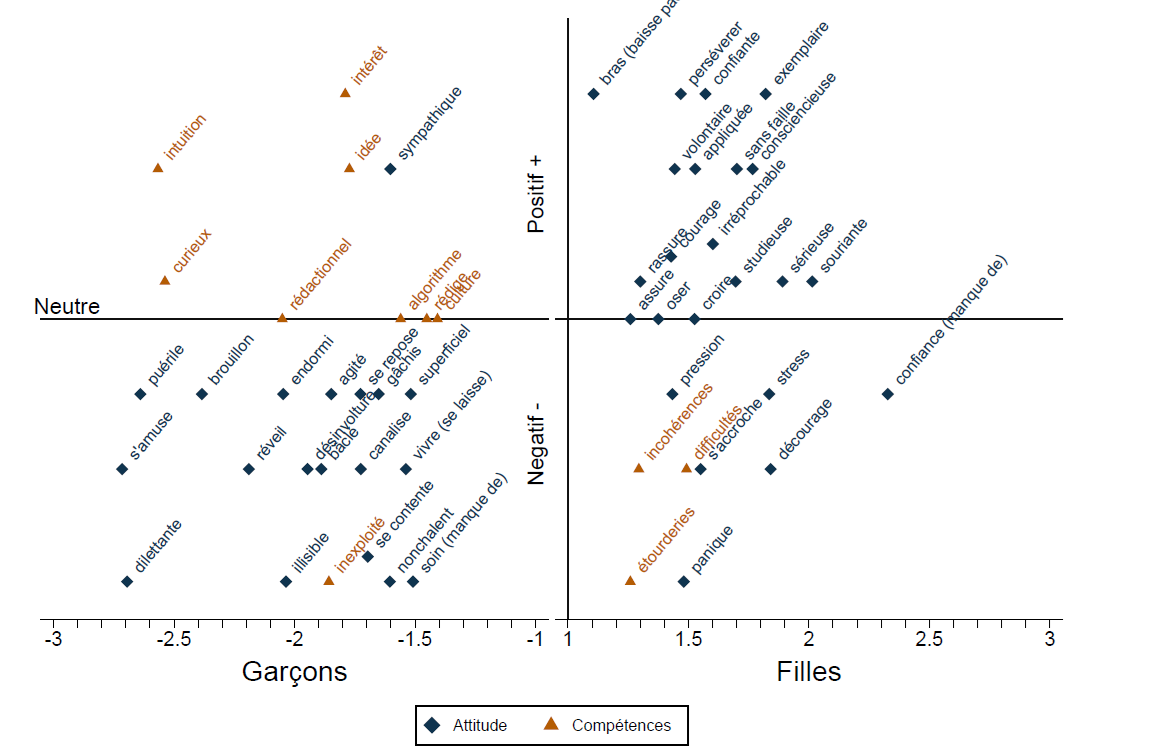 bras (baisse pa
perséverer
confiante
exemplaire
intérêt
intuition
idée
sympathique
volontaire
appliquée
sans faille
consciencieuse
Positif +
irréprochable
courage
rassure
studieuse
sérieuse
souriante
curieux
rédactionnel
algorithme
rédige
culture
assure
oser
croire
Neutre
puérile
brouillon
endormi
agité
se repose
gâchis
superficiel
pression
stress
confiance (manque de)
s'amuse
réveil
désinvolture
bâcle
canalise
vivre (se laisse)
Negatif -
incohérences
difficultés
s'accroche
décourage
dilettante
illisible
inexploité
se contente
nonchalent
soin (manque de)
étourderies
panique
-3 -2.5 -2 -1.5 -1 1 1.5 2 2.5 3
Garçons Filles
Attitude Compétences